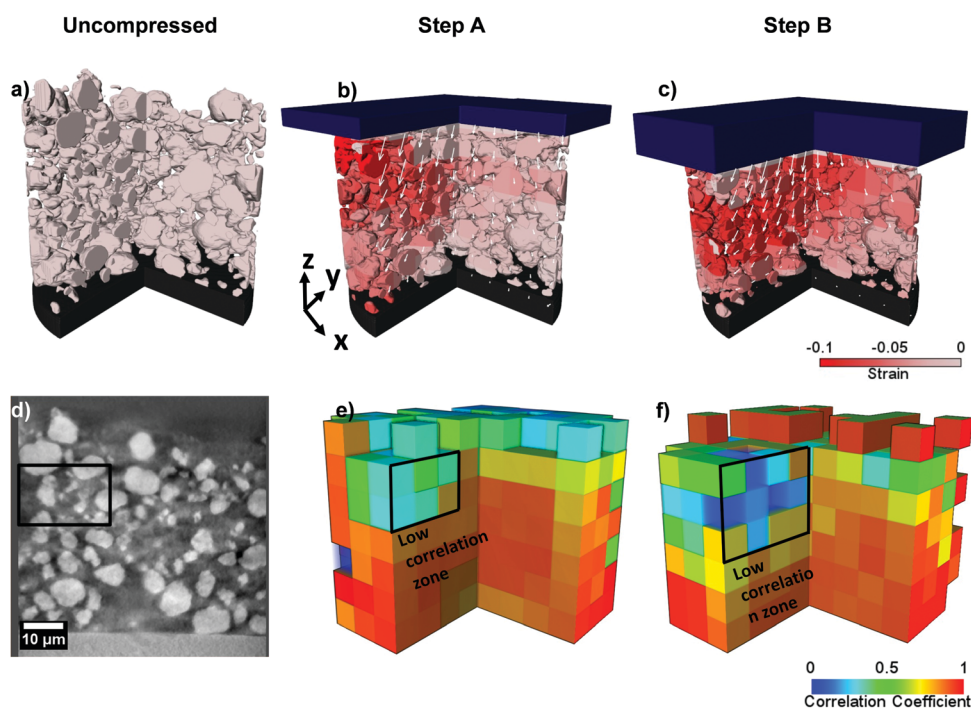 Uncompressed
Step A
Step B
a)
b)
c)
z
y
x
-0.1 -0.05 0
Strain
d)
e)
f)
Low
correlation
zone
Low
correlatio
n zone
10 µm
0 0.5 1
Correlation Coefficient